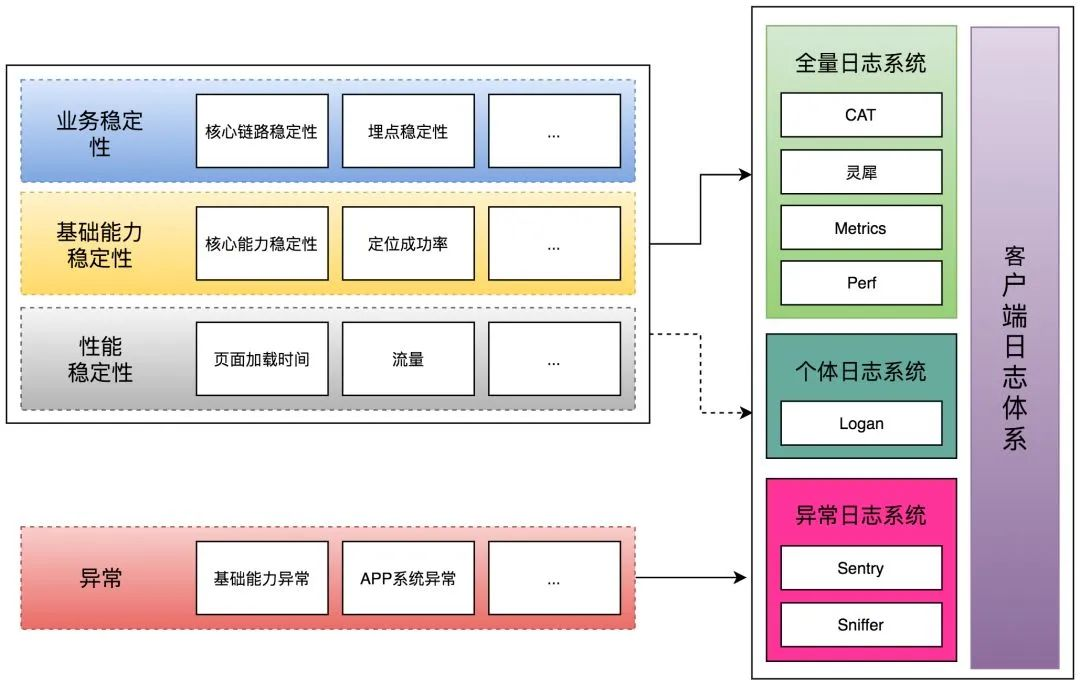 业务稳定
性
核心链路稳定性
埋点稳定性
...
基础能力
稳定性
核心能力稳定性
定位成功率
...
性能
稳定性
页面加载时间
流量
...
异常
基础能力异常
APP系统异常
...
全量日志系统
CAT
灵犀
Metrics
Perf
个体日志系统
Logan
异常日志系统
Sentry
Sniffer
客户端日志体系